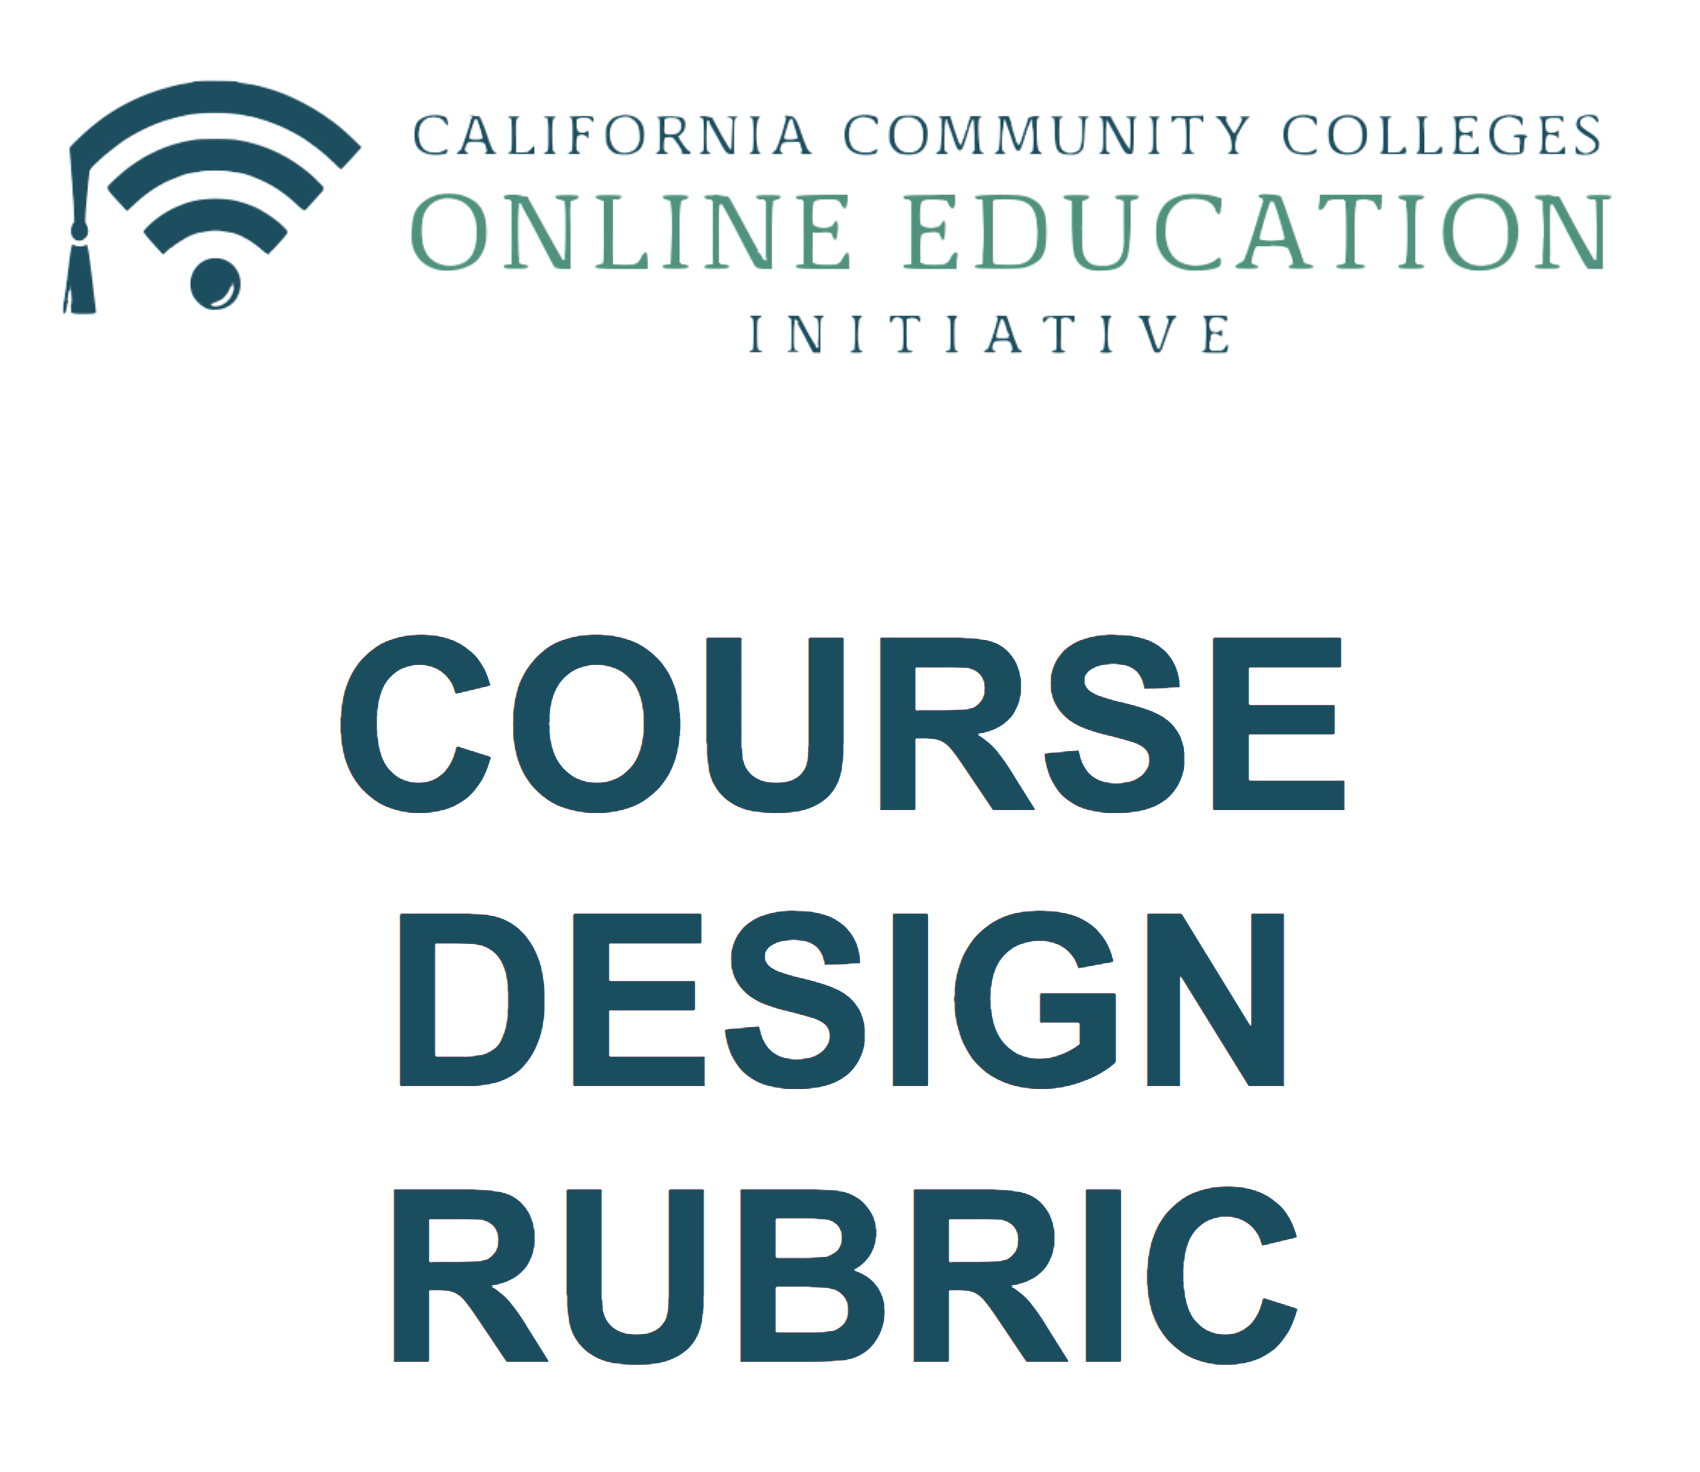 CALIFORNIA COMMUNITY COLLEGES
ONLINE EDUCATION
INITIATIVE
COURSE
DESIGN
RUBRIC